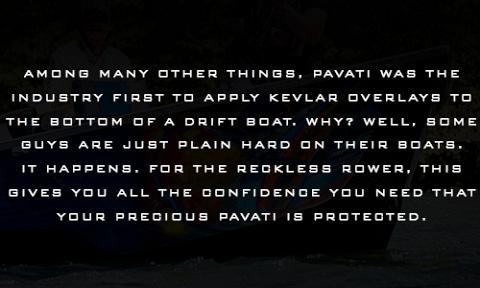 AMONG MANY OTHER THINGS, PAVATI WAS THE
INDUSTRY FIRST TO APPLY KEVLAR OVERLAYS TO
THE BOTTOM OF A DRIFT BOAT. WHY? WELL, SOME
GUYS ARE JUST PLAIN HARD ON THEIR BOATS.
IT HAPPENS. FOR THE RECKLESS ROWER, THIS
GIVES YOU ALL THE CONFIDENCE YOU NEED THAT
YOUR PRECIOUS PAVATI IS PROTECTED.